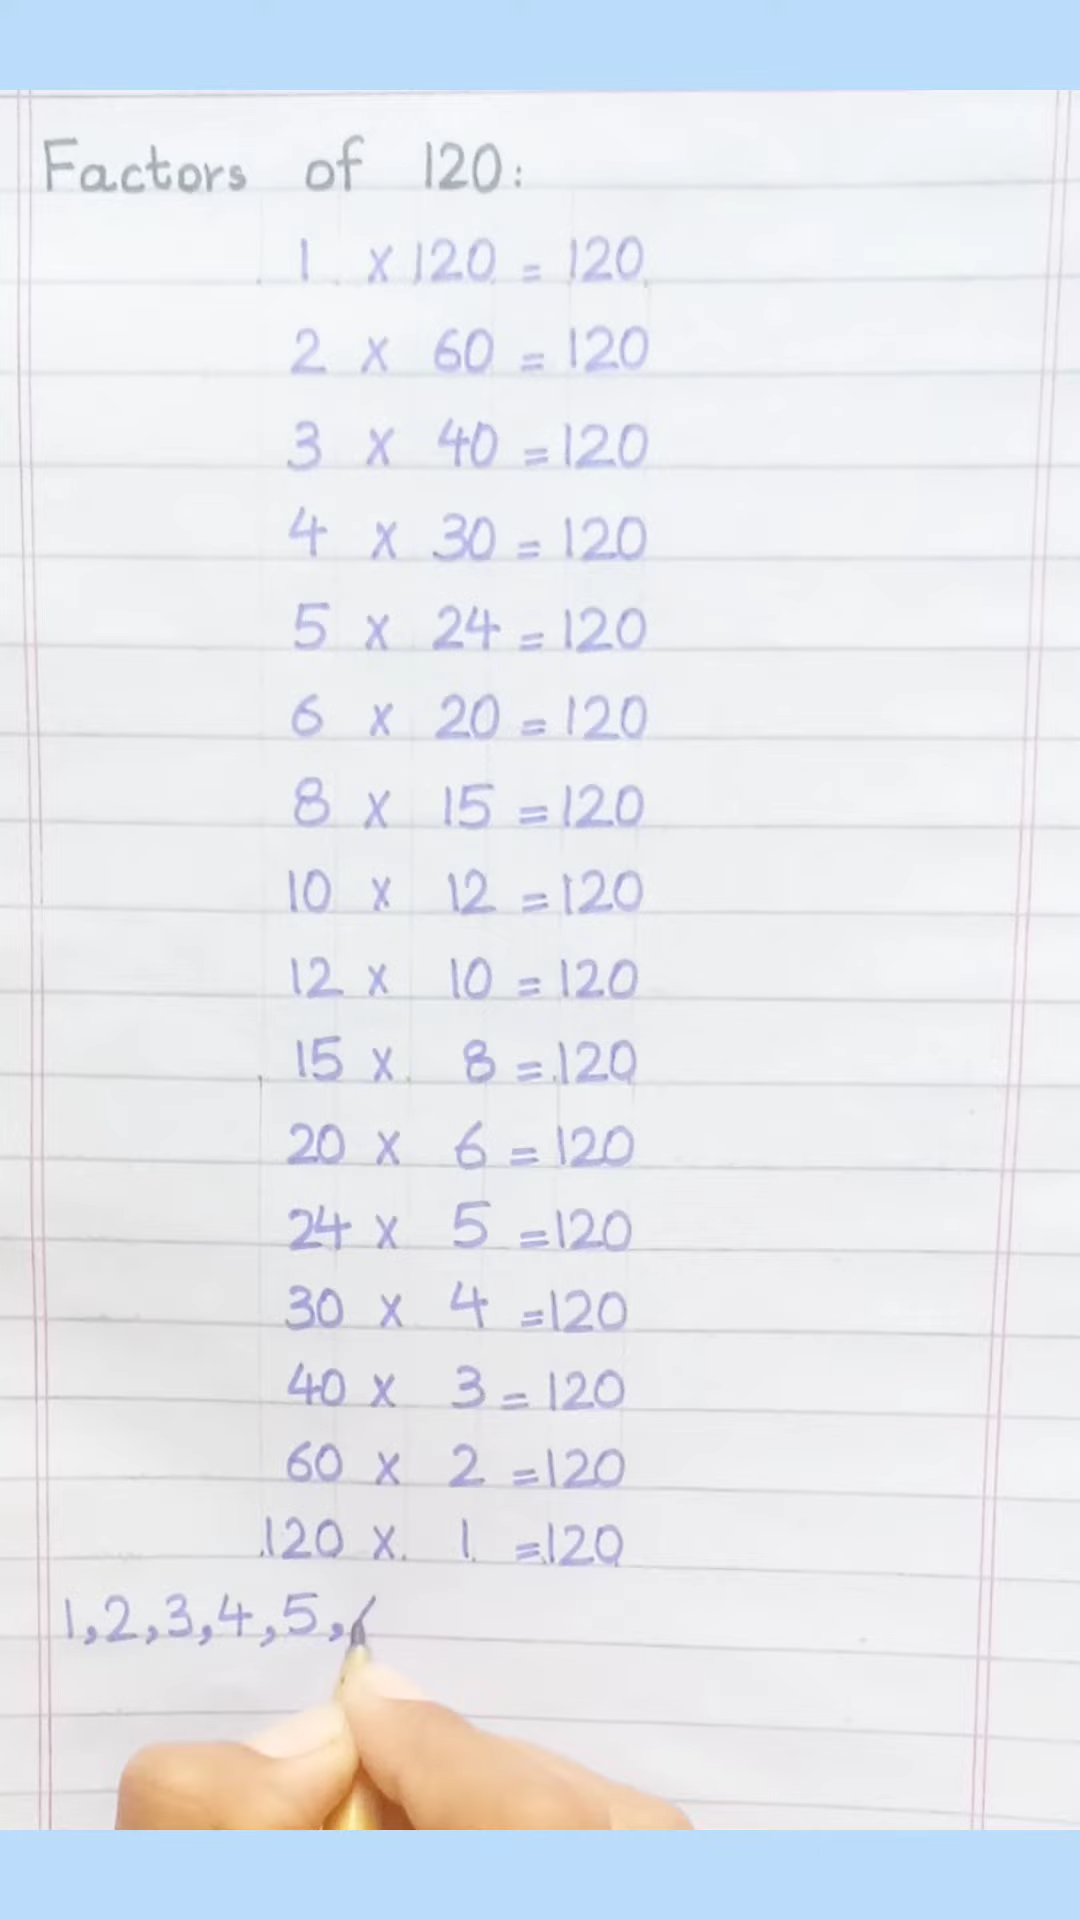 Factors of 120:
1 x 120 = 120
2 x 60 = 120
3 x 40 = 120
4 x 30 = 120
5 x 24 = 120
6 x 20 = 120
8 x 15 = 120
10 x 12 = 120
12 x 10 = 120
15 x 8 = 120
20 x 6 = 120
24 x 5 = 120
30 x 4 = 120
40 x 3 = 120
60 x 2 = 120
120 x 1 = 120
1,2,3,4,5,